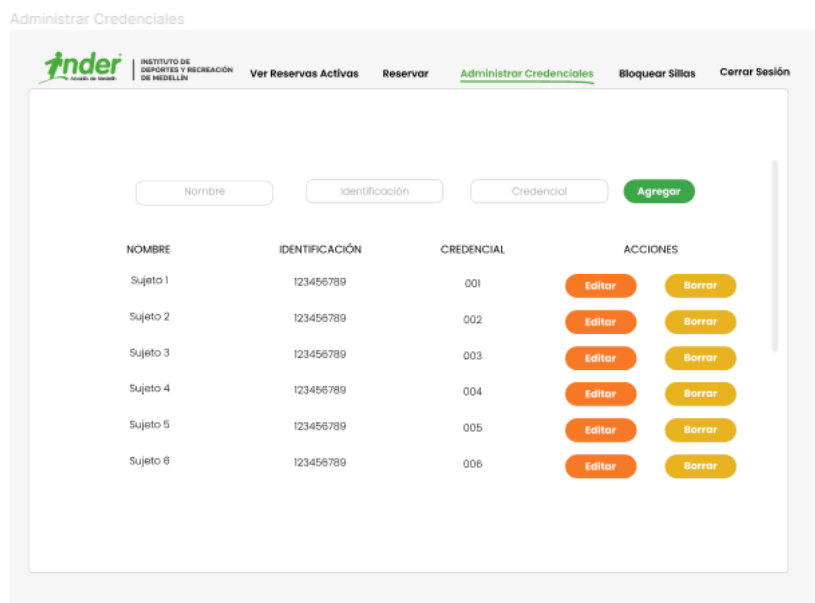 Administrar Credenciales
inder
Alcaldía de Medellín
INSTITUTO DE
DEPORTES Y RECREACIÓN
DE MEDELLÍN
Ver Reservas Activas
Reservar
Administrar Credenciales
Bloquear Sillas
Cerrar Sesión
Nombre
Identificación
Credencial
Agregar
NOMBRE IDENTIFICACIÓN CREDENCIAL ACCIONES
Sujeto 1 123456789 001 Editar Borrar
Sujeto 2 123456789 002 Editar Borrar
Sujeto 3 123456789 003 Editar Borrar
Sujeto 4 123456789 004 Editar Borrar
Sujeto 5 123456789 005 Editar Borrar
Sujeto 6 123456789 006 Editar Borrar